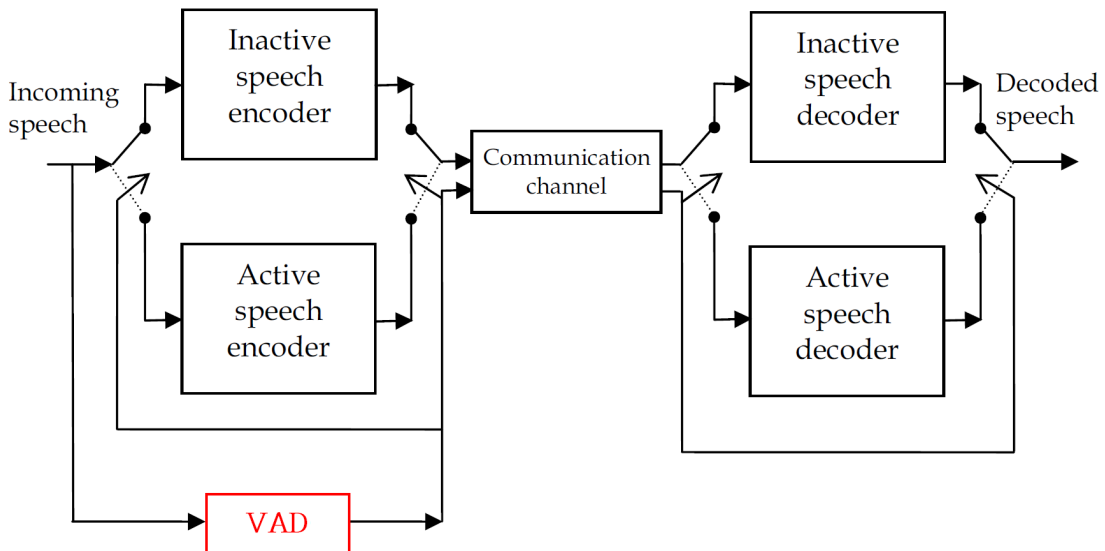 Incoming
speech
Inactive
speech
encoder
Active
speech
encoder
VAD
Communication
channel
Inactive
speech
decoder
Active
speech
decoder
Decoded
speech